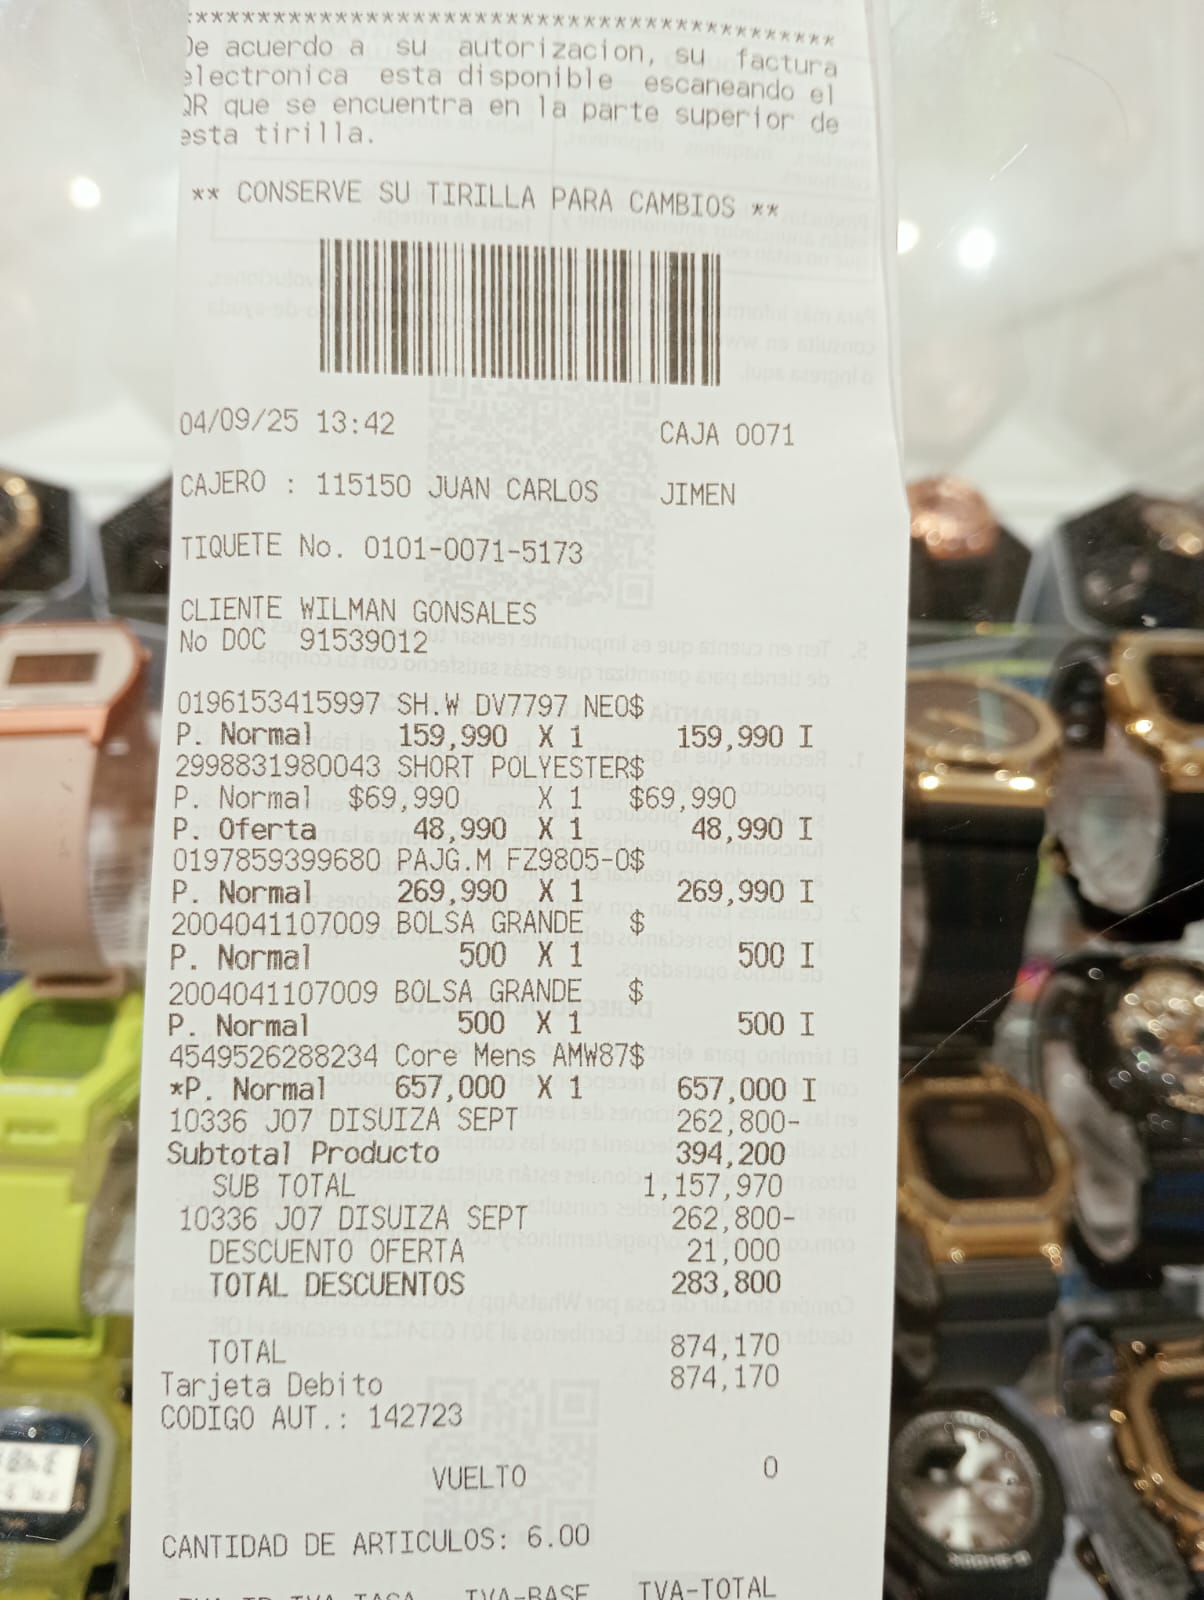 ******************************************
De acuerdo a su autorizacion, su factura
electronica esta disponible escaneando el
QR que se encuentra en la parte superior de
esta tirilla.
** CONSERVE SU TIRILLA PARA CAMBIOS **
04/09/25 13:42 CAJA 0071
CAJERO : 115150 JUAN CARLOS JIMEN
TIQUETE No. 0101-0071-5173
CLIENTE WILMAN GONSALES
No DOC 91539012
0196153415997 SH.W DV7797 NEO$
P. Normal 159,990 X 1 159,990 I
2998831980043 SHORT POLYESTER$
P. Normal $69,990 X 1 $69,990
P. Oferta 48,990 X 1 48,990 I
0197859399680 PAJG.M FZ9805-0$
P. Normal 269,990 X 1 269,990 I
2004041107009 BOLSA GRANDE $
P. Normal 500 X 1 500 I
2004041107009 BOLSA GRANDE $
P. Normal 500 X 1 500 I
4549526288234 Core Mens AMW87$
*P. Normal 657,000 X 1 657,000 I
10336 J07 DISUIZA SEPT 262,800-
Subtotal Producto 394,200
SUB TOTAL 1,157,970
10336 J07 DISUIZA SEPT 262,800-
DESCUENTO OFERTA 21,000
TOTAL DESCUENTOS 283,800
TOTAL 874,170
Tarjeta Debito 874,170
CODIGO AUT.: 142723
VUELTO 0
CANTIDAD DE ARTICULOS: 6.00
IVA-BASE IVA-TOTAL